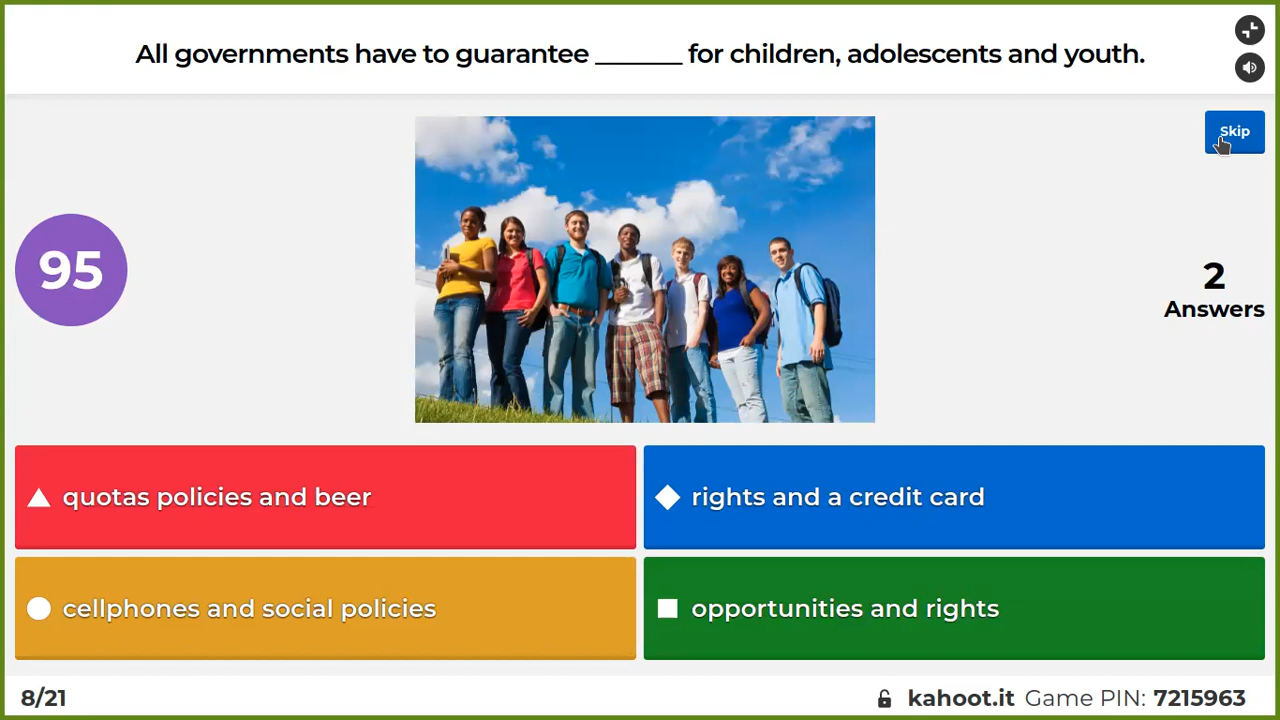 All governments have to guarantee _______ for children, adolescents and youth.
Skip
95
2
Answers
quotas policies and beer
rights and a credit card
cellphones and social policies
opportunities and rights
8/21
kahoot.it Game PIN: 7215963